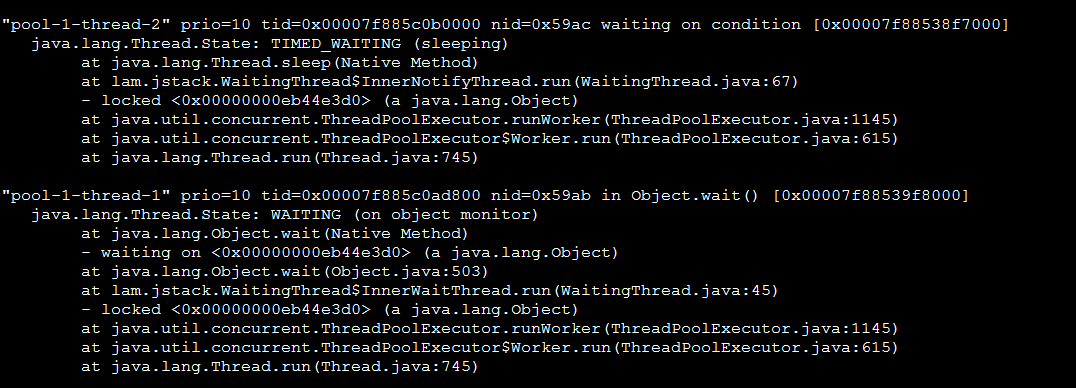 "pool-1-thread-2" prio=10 tid=0x00007f885c0b0000 nid=0x59ac waiting on condition [0x00007f88538f7000]
java.lang.Thread.State: TIMED_WAITING (sleeping)
at java.lang.Thread.sleep(Native Method)
at lam.jstack.WaitingThread$InnerNotifyThread.run(WaitingThread.java:67)
- locked <0x00000000eb44e3d0> (a java.lang.Object)
at java.util.concurrent.ThreadPoolExecutor.runWorker(ThreadPoolExecutor.java:1145)
at java.util.concurrent.ThreadPoolExecutor$Worker.run(ThreadPoolExecutor.java:615)
at java.lang.Thread.run(Thread.java:745)
"pool-1-thread-1" prio=10 tid=0x00007f885c0ad800 nid=0x59ab in Object.wait() [0x00007f88539f8000]
java.lang.Thread.State: WAITING (on object monitor)
at java.lang.Object.wait(Native Method)
- waiting on <0x00000000eb44e3d0> (a java.lang.Object)
at java.lang.Object.wait(Object.java:503)
at lam.jstack.WaitingThread$InnerWaitThread.run(WaitingThread.java:45)
- locked <0x00000000eb44e3d0> (a java.lang.Object)
at java.util.concurrent.ThreadPoolExecutor.runWorker(ThreadPoolExecutor.java:1145)
at java.util.concurrent.ThreadPoolExecutor$Worker.run(ThreadPoolExecutor.java:615)
at java.lang.Thread.run(Thread.java:745)